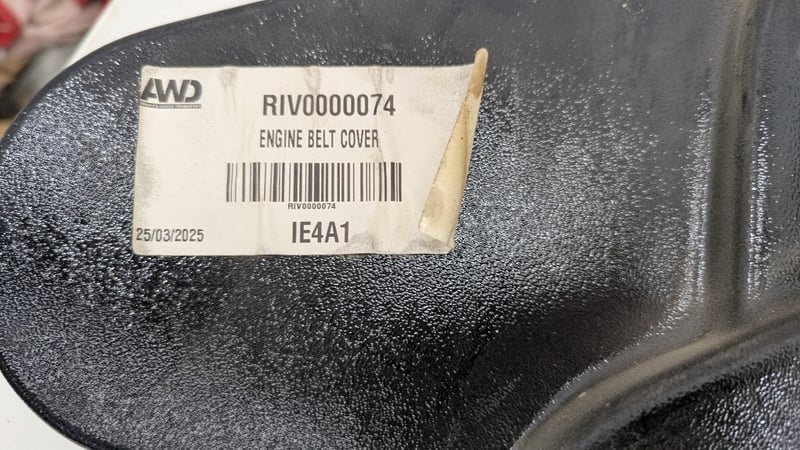 AWD
RIV0000074
ENGINE BELT COVER
RIV0000074
25/03/2025
IE4A1